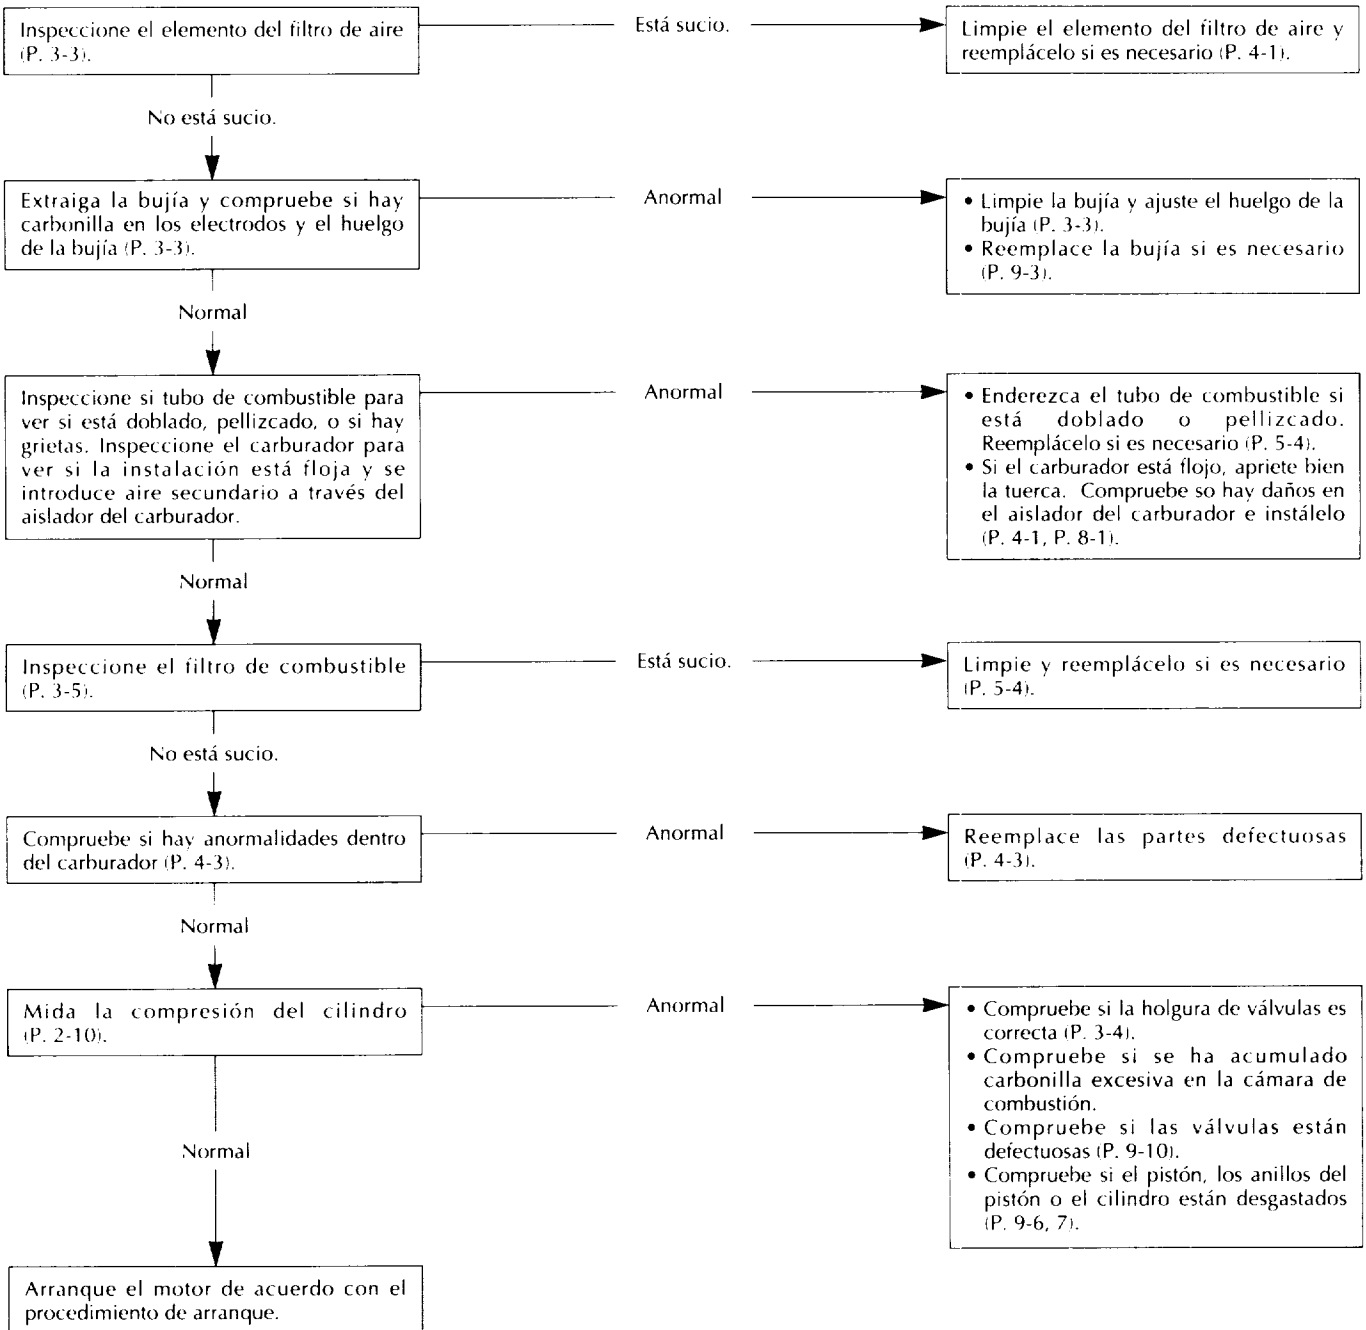 Inspeccione el elemento del filtro de aire
(P. 3-3).
Está sucio.
Limpie el elemento del filtro de aire y
reemplácelo si es necesario (P. 4-1).
No está sucio.
Extraiga la bujía y compruebe si hay
carbonilla en los electrodos y el huelgo
de la bujía (P. 3-3).
Anormal
• Limpie la bujía y ajuste el huelgo de la
bujía (P. 3-3).
• Reemplace la bujía si es necesario
(P. 9-3).
Normal
Inspeccione si tubo de combustible para
ver si está doblado, pellizcado, o si hay
grietas. Inspeccione el carburador para
ver si la instalación está floja y se
introduce aire secundario a través del
aislador del carburador.
Anormal
• Enderezca el tubo de combustible si
está doblado o pellizcado.
Reemplácelo si es necesario (P. 5-4).
• Si el carburador está flojo, apriete bien
la tuerca. Compruebe so hay daños en
el aislador del carburador e instálelo
(P. 4-1, P. 8-1).
Normal
Inspeccione el filtro de combustible
(P. 3-5).
Está sucio.
Limpie y reemplácelo si es necesario
(P. 5-4).
No está sucio.
Compruebe si hay anormalidades dentro
del carburador (P. 4-3).
Anormal
Reemplace las partes defectuosas
(P. 4-3).
Normal
Mida la compresión del cilindro
(P. 2-10).
Anormal
• Compruebe si la holgura de válvulas es
correcta (P. 3-4).
• Compruebe si se ha acumulado
carbonilla excesiva en la cámara de
combustión.
• Compruebe si las válvulas están
defectuosas (P. 9-10).
• Compruebe si el pistón, los anillos del
pistón o el cilindro están desgastados
(P. 9-6, 7).
Normal
Arranque el motor de acuerdo con el
procedimiento de arranque.